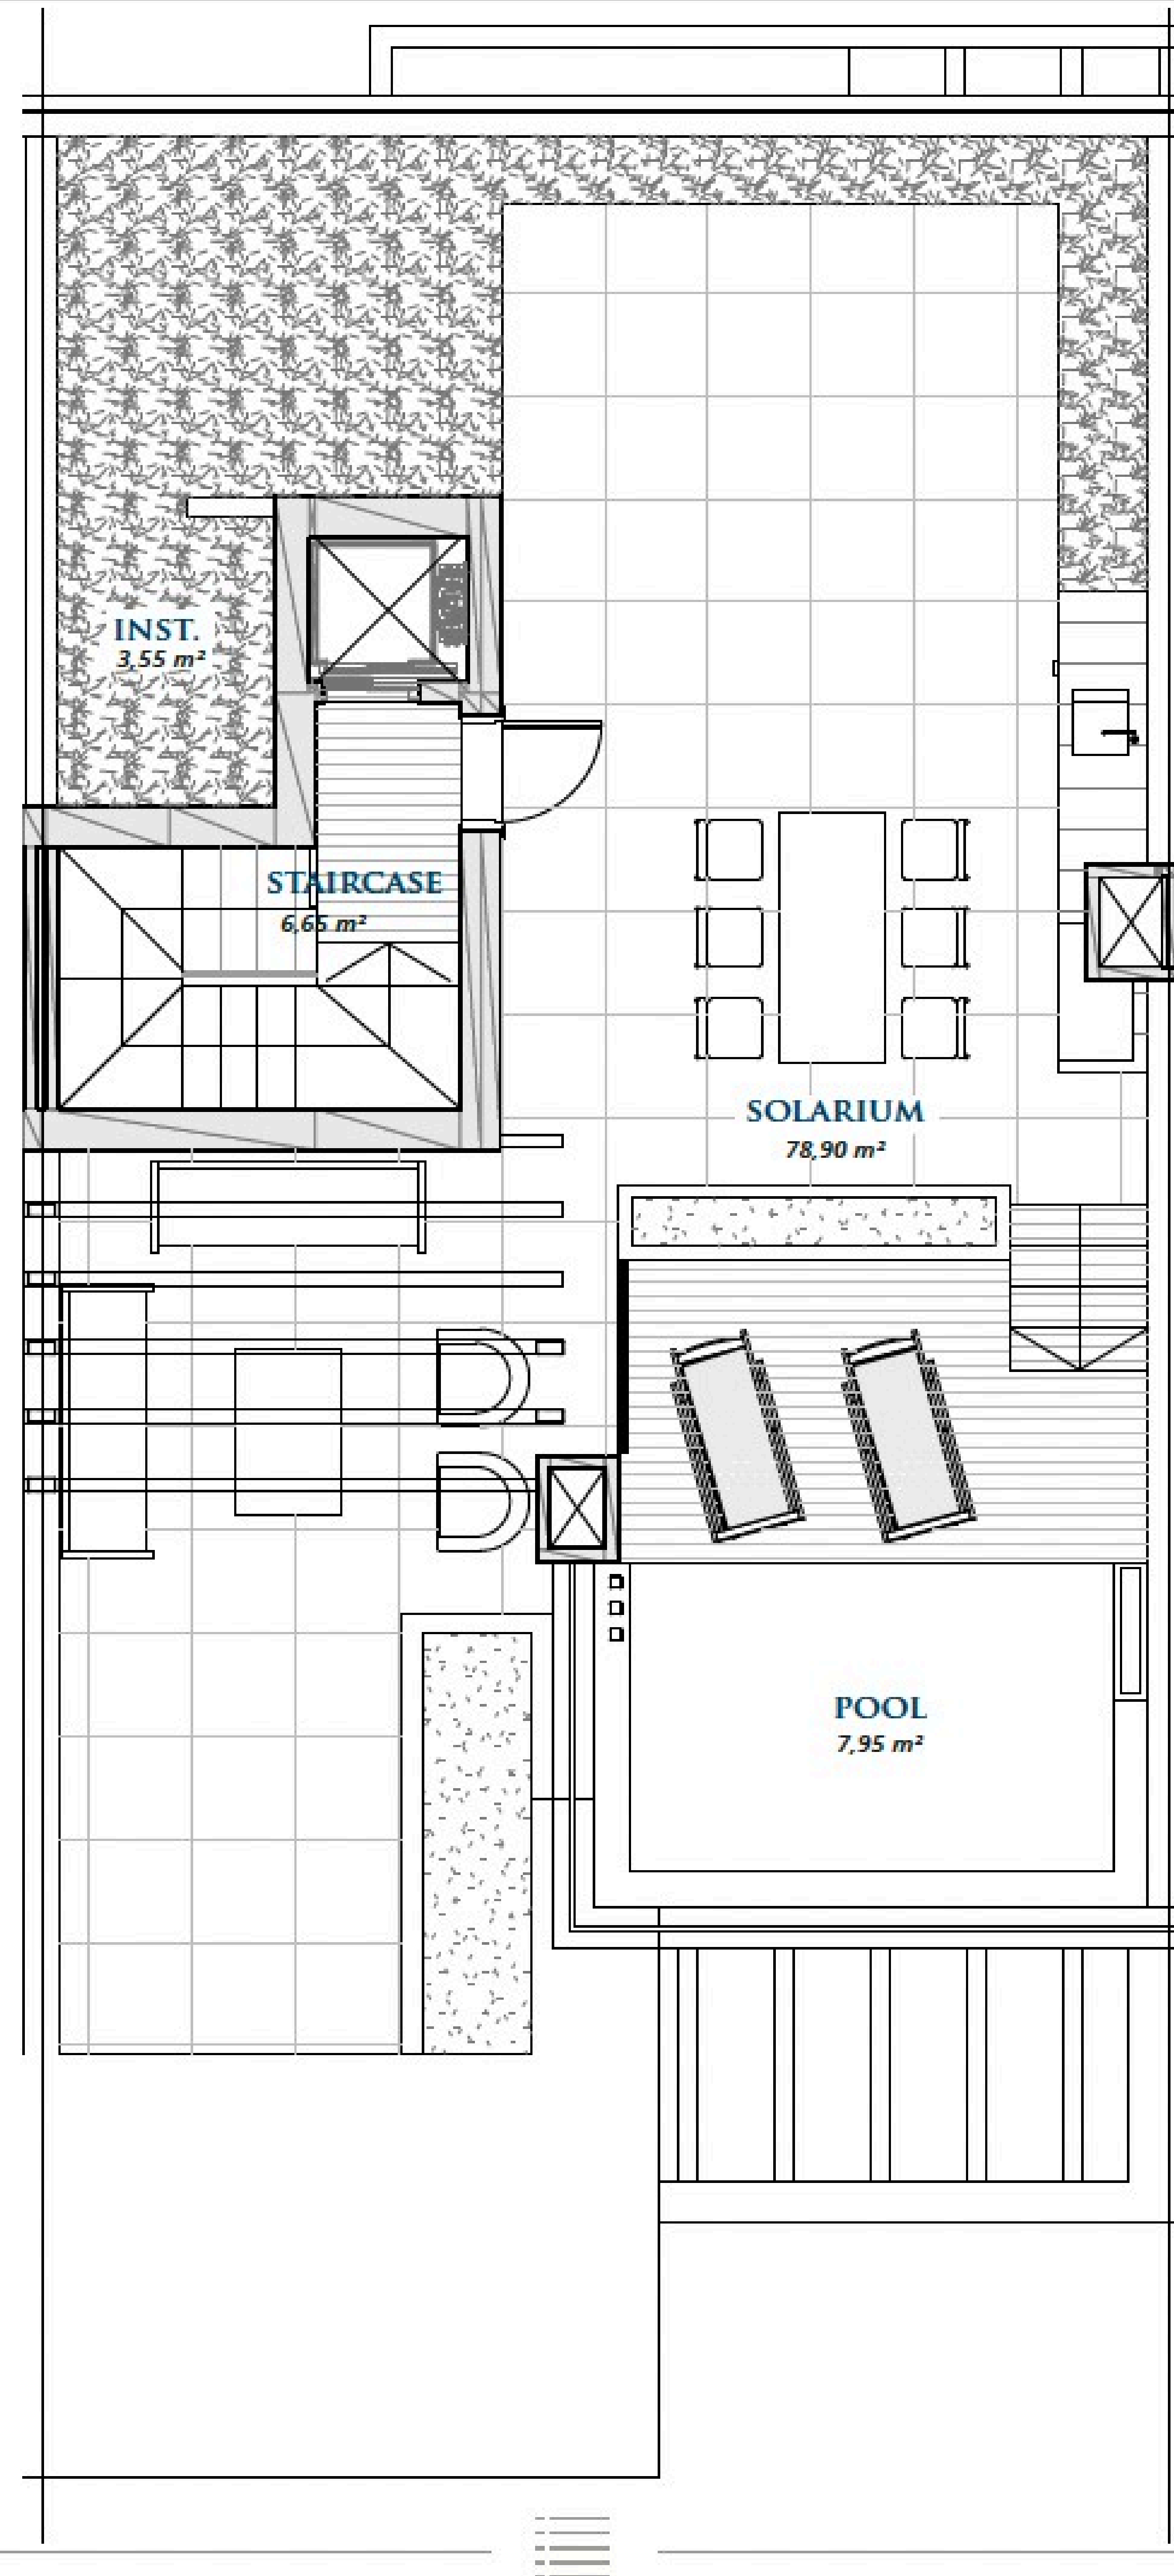 INST.
3,55 m²
STAIRCASE
6,65 m²
SOLARIUM
78,90 m²
POOL
7,95 m²